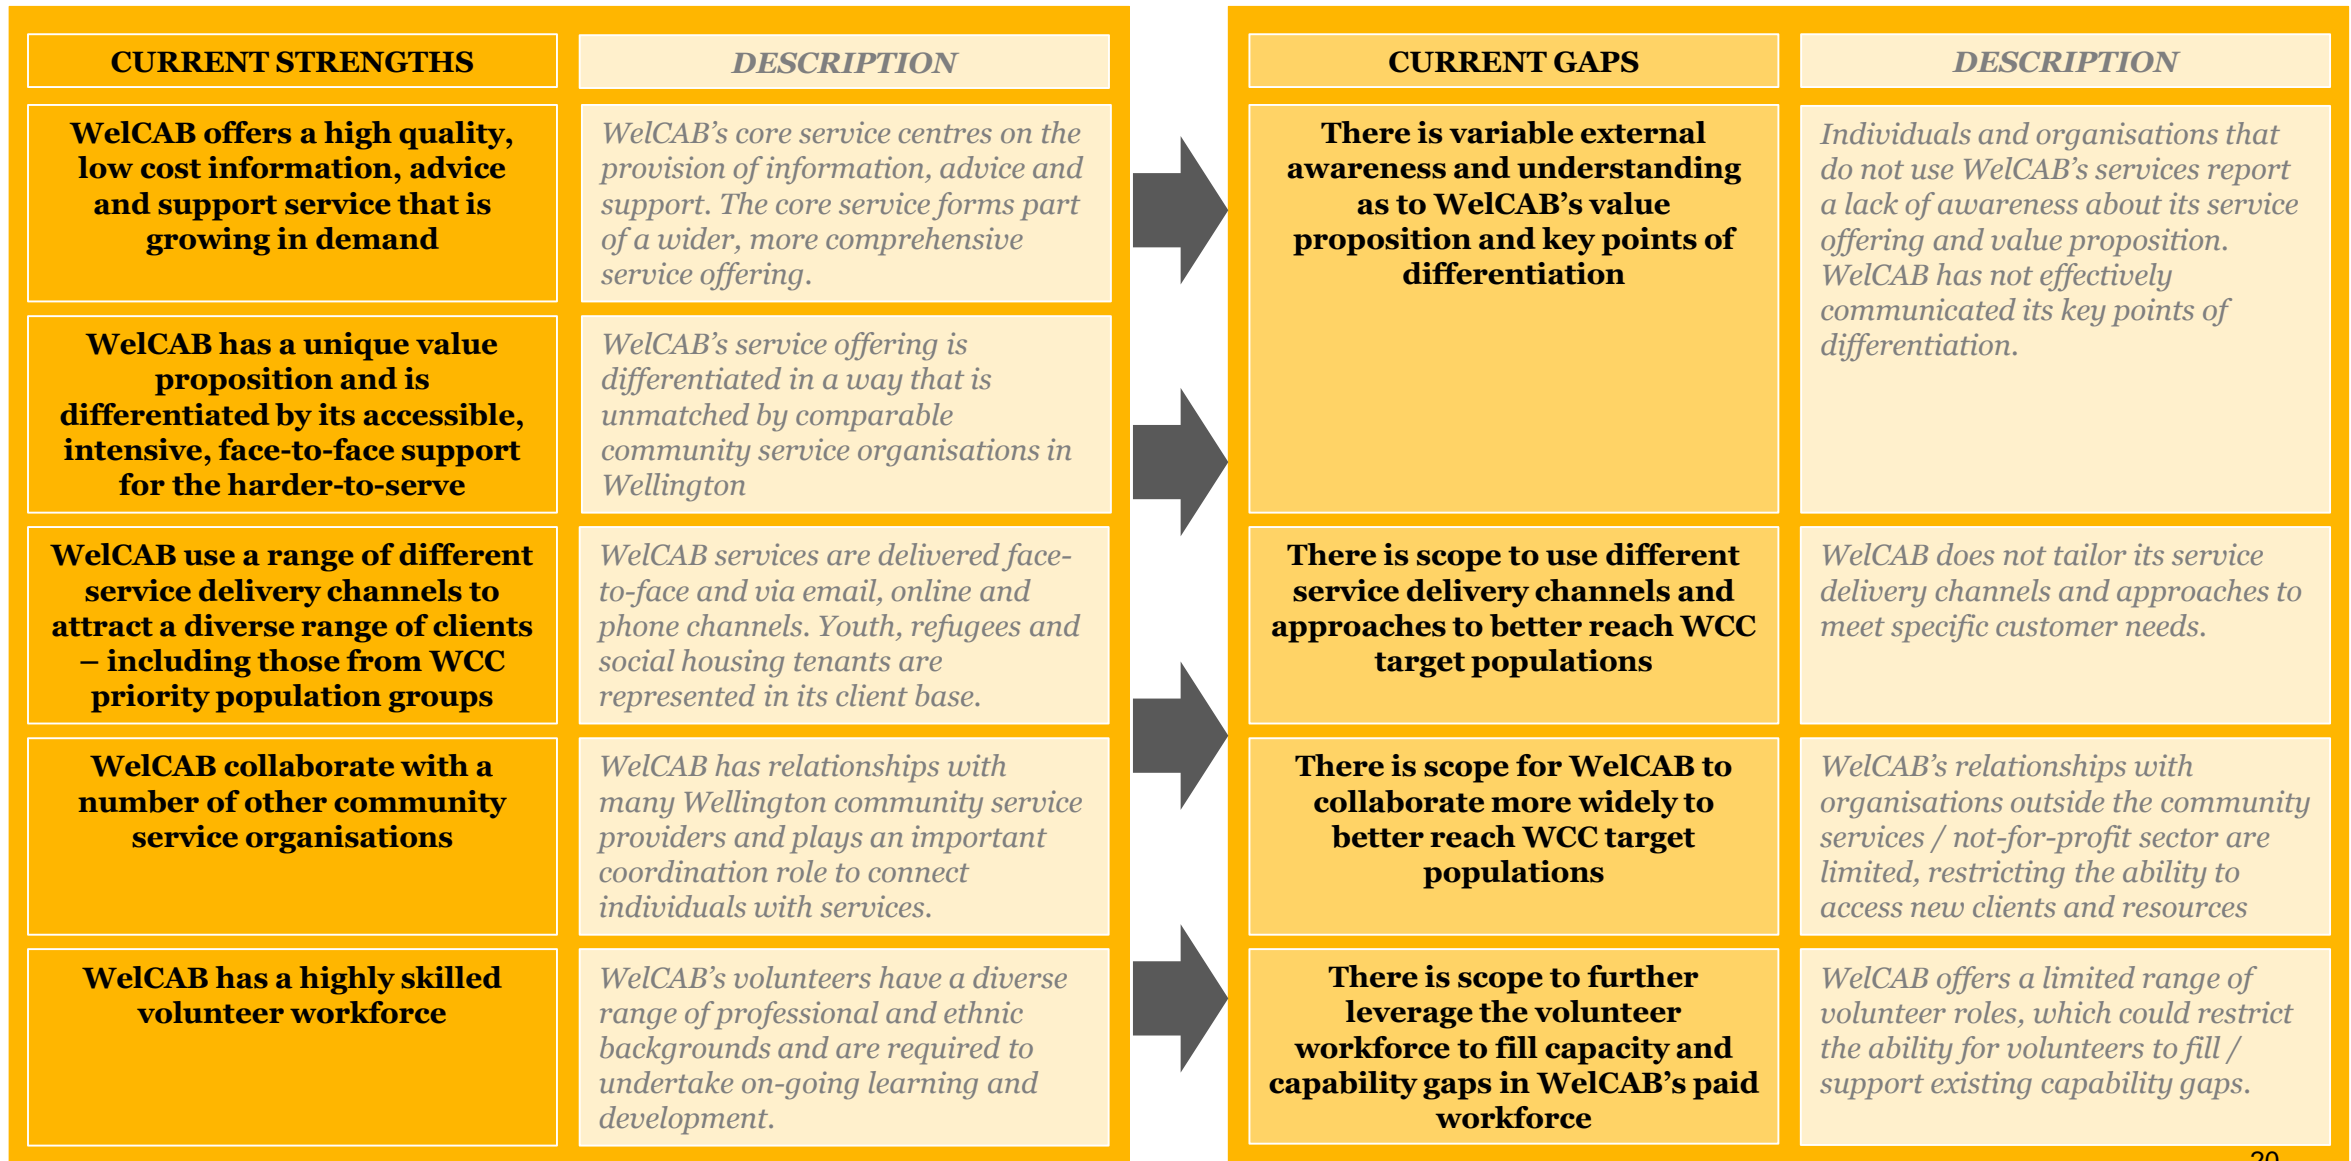 CURRENT STRENGTHS
DESCRIPTION
WelCAB offers a high quality,
low cost information, advice
and support service that is
growing in demand
WelCAB’s core service centres on the
provision of information, advice and
support. The core service forms part
of a wider, more comprehensive
service offering.
WelCAB has a unique value
proposition and is
differentiated by its accessible,
intensive, face-to-face support
for the harder-to-serve
WelCAB’s service offering is
differentiated in a way that is
unmatched by comparable
community service organisations in
Wellington
WelCAB use a range of different
service delivery channels to
attract a diverse range of clients
– including those from WCC
priority population groups
WelCAB services are delivered face-
to-face and via email, online and
phone channels. Youth, refugees and
social housing tenants are
represented in its client base.
WelCAB collaborate with a
number of other community
service organisations
WelCAB has relationships with
many Wellington community service
providers and plays an important
coordination role to connect
individuals with services.
WelCAB has a highly skilled
volunteer workforce
WelCAB’s volunteers have a diverse
range of professional and ethnic
backgrounds and are required to
undertake on-going learning and
development.
CURRENT GAPS
DESCRIPTION
There is variable external
awareness and understanding
as to WelCAB’s value
proposition and key points of
differentiation
Individuals and organisations that
do not use WelCAB’s services report
a lack of awareness about its service
offering and value proposition.
WelCAB has not effectively
communicated its key points of
differentiation.
There is scope to use different
service delivery channels and
approaches to better reach WCC
target populations
WelCAB does not tailor its service
delivery channels and approaches to
meet specific customer needs.
There is scope for WelCAB to
collaborate more widely to
better reach WCC target
populations
WelCAB’s relationships with
organisations outside the community
services / not-for-profit sector are
limited, restricting the ability to
access new clients and resources
There is scope to further
leverage the volunteer
workforce to fill capacity and
capability gaps in WelCAB’s paid
workforce
WelCAB offers a limited range of
volunteer roles, which could restrict
the ability for volunteers to fill /
support existing capability gaps.
20